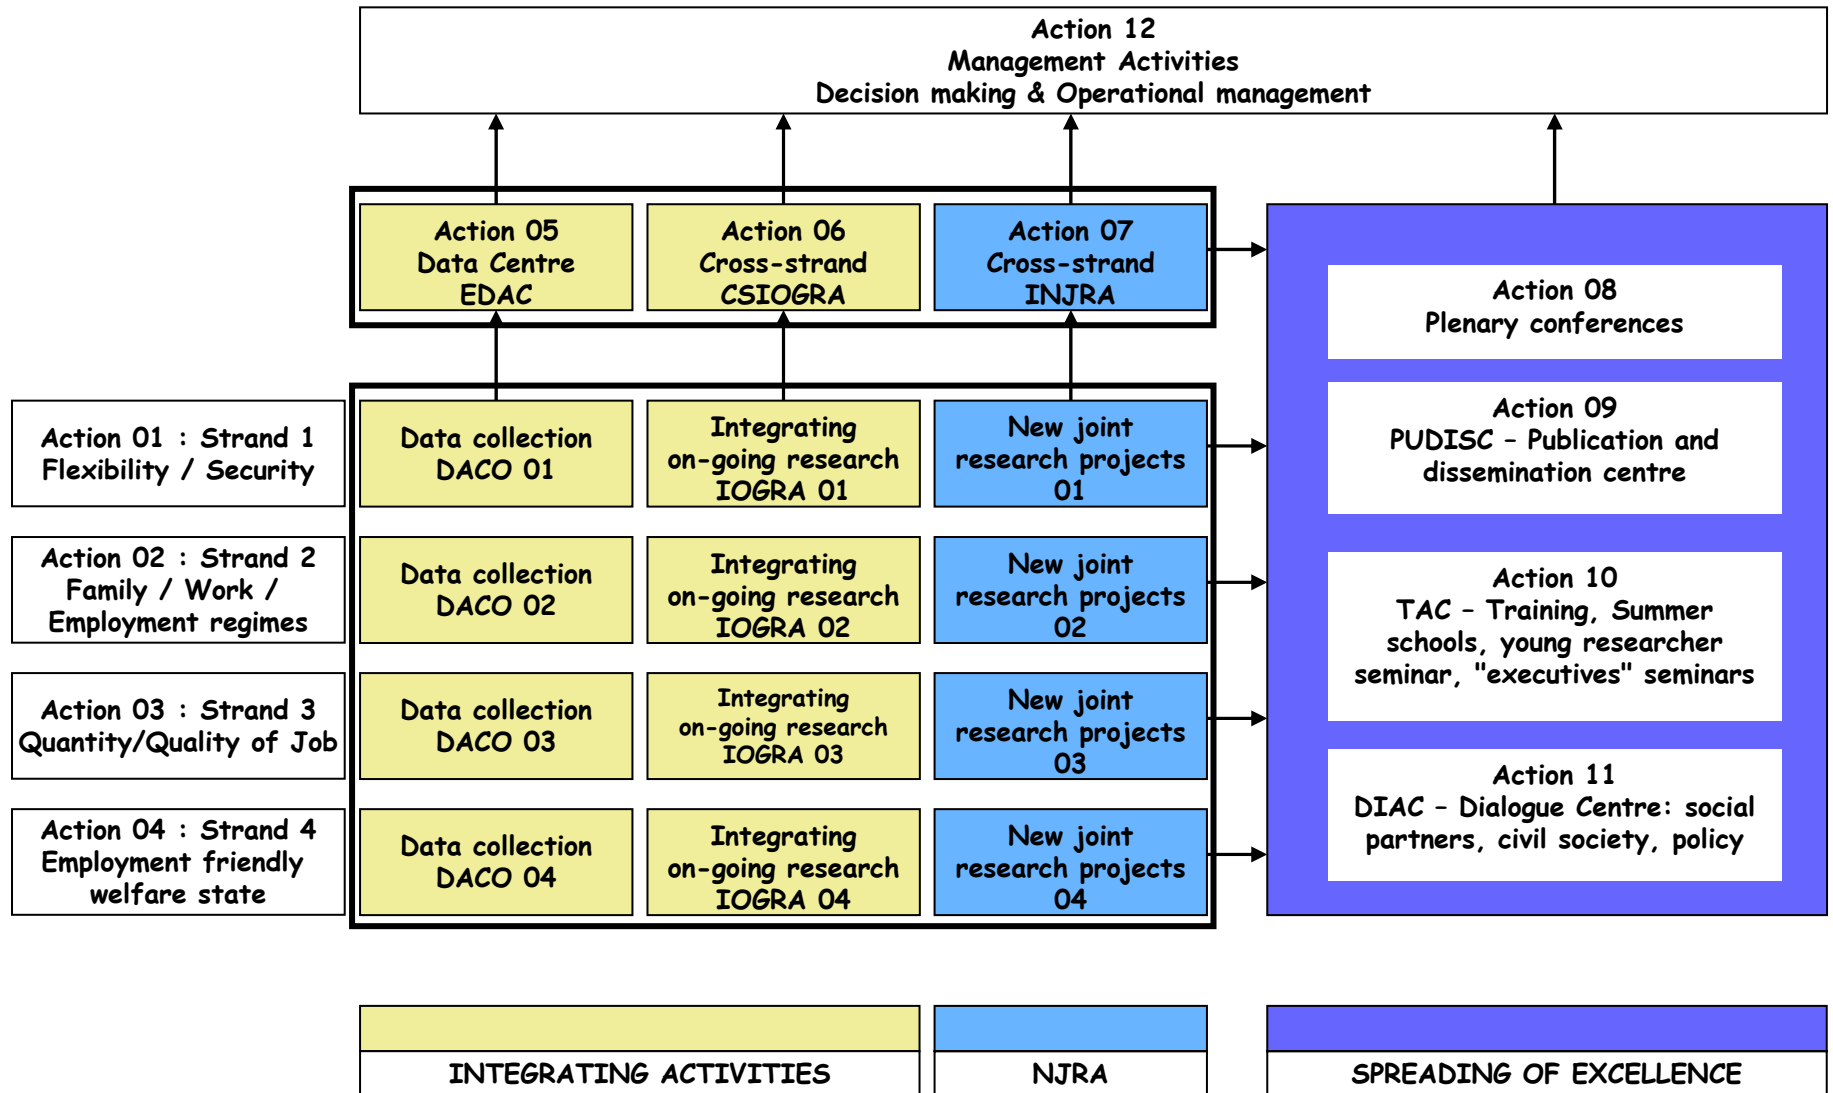 Action 12
Management Activities
Decision making & Operational management
Action 05
Data Centre
EDAC
Action 06
Cross-strand
CSIOGRA
Action 07
Cross-strand
INJRA
Action 08
Plenary conferences
Action 09
PUDISC – Publication and
dissemination centre
Action 10
TAC – Training, Summer
schools, young researcher
seminar, "executives" seminars
Action 11
DIAC – Dialogue Centre: social
partners, civil society, policy
Action 01 : Strand 1
Flexibility / Security
Data collection
DACO 01
Integrating
on-going research
IOGRA 01
New joint
research projects
01
Action 02 : Strand 2
Family / Work /
Employment regimes
Data collection
DACO 02
Integrating
on-going research
IOGRA 02
New joint
research projects
02
Action 03 : Strand 3
Quantity/Quality of Job
Data collection
DACO 03
Integrating
on-going research
IOGRA 03
New joint
research projects
03
Action 04 : Strand 4
Employment friendly
welfare state
Data collection
DACO 04
Integrating
on-going research
IOGRA 04
New joint
research projects
04
INTEGRATING ACTIVITIES
NJRA
SPREADING OF EXCELLENCE